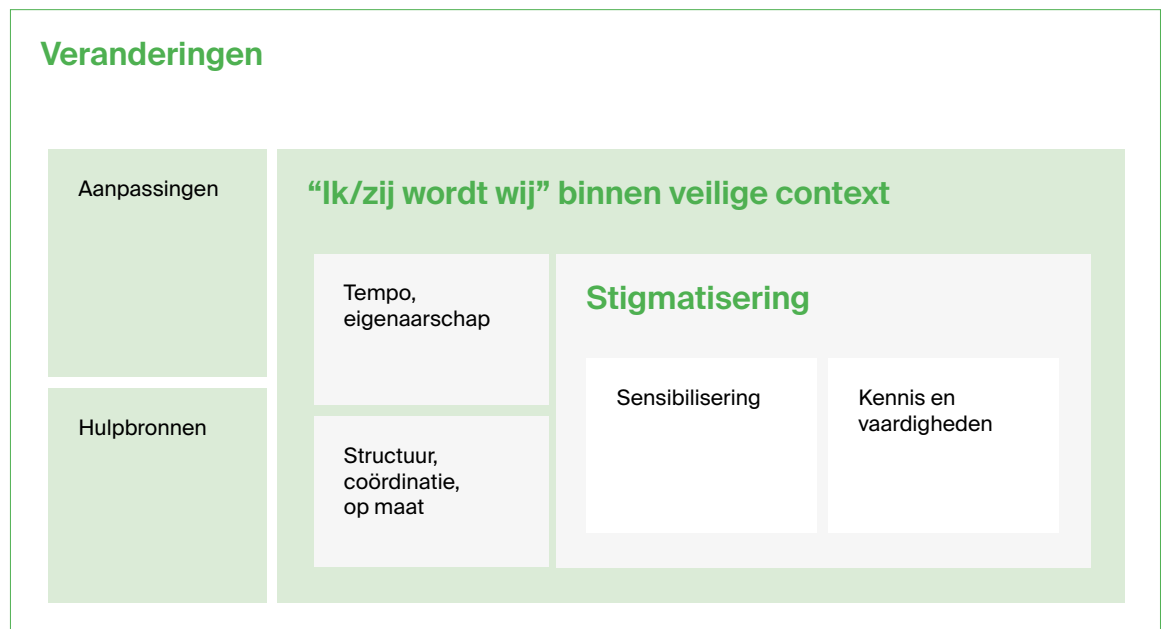 Veranderingen
Aanpassingen
Hulpbronnen
“Ik/zij wordt wij” binnen veilige context
Tempo,
eigenaarschap
Structuur,
coördinatie,
op maat
Stigmatisering
Sensibilisering
Kennis en
vaardigheden